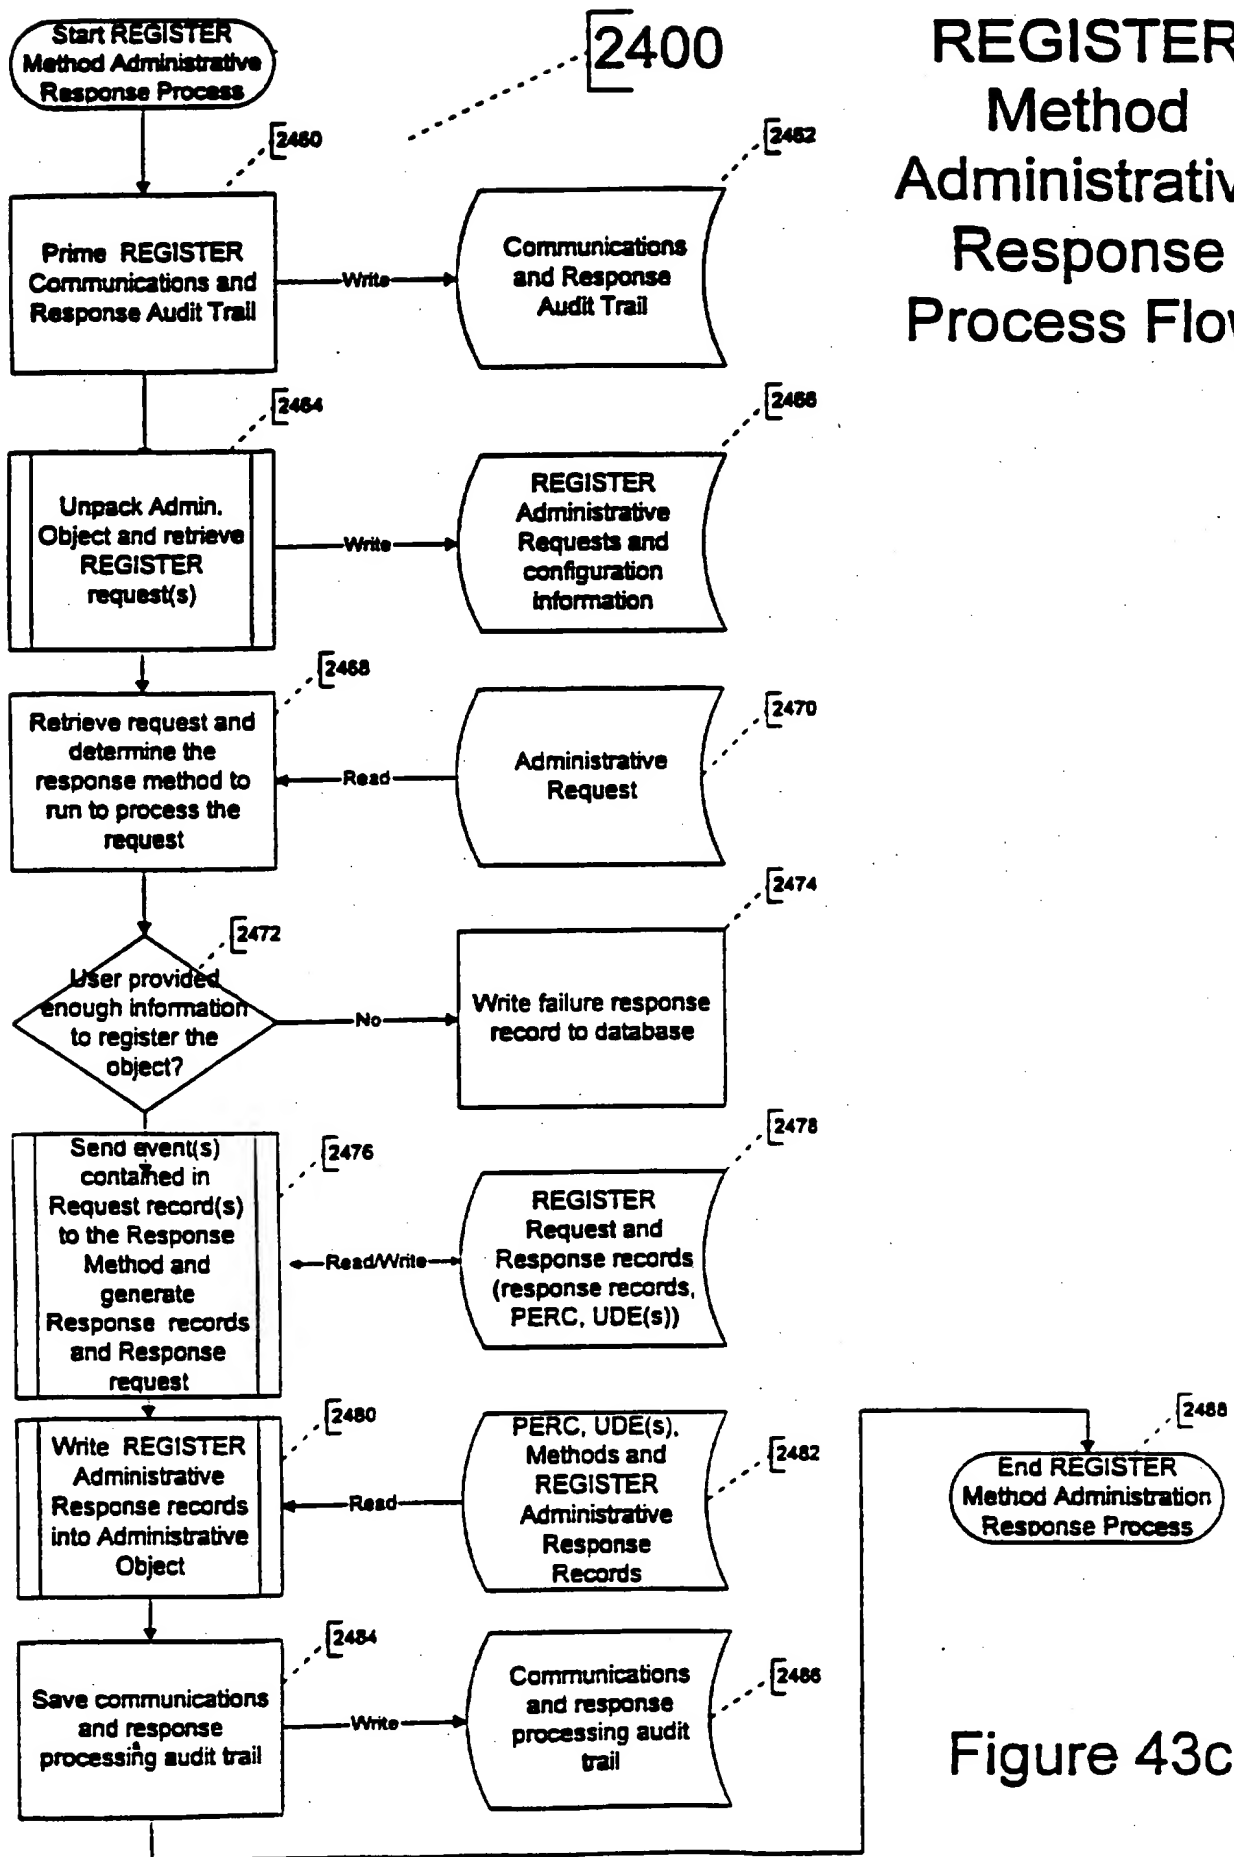 Start REGISTER
Method Administrative
Response Process
2400
REGISTER
Method
Administrativ
Response
Process Flow
2460
2462
Prime REGISTER
Communications and
Response Audit Trail
Write
Communications
and Response
Audit Trail
2464
2466
Unpack Admin.
Object and retrieve
REGISTER
request(s)
Write
REGISTER
Administrative
Requests and
configuration
information
2468
2470
Retrieve request and
determine the
response method to
run to process the
request
Read
Administrative
Request
2472
2474
User provided
enough information
to register the
object?
No
Write failure response
record to database
2476
2478
Send event(s)
contained in
Request record(s)
to the Response
Method and
generate
Response records
and Response
request
Read/Write
REGISTER
Request and
Response records
(response records,
PERC, UDE(s))
2480
2482
Write REGISTER
Administrative
Response records
into Administrative
Object
Read
PERC, UDE(s),
Methods and
REGISTER
Administrative
Response
Records
2488
End REGISTER
Method Administration
Response Process
2484
2486
Save communications
and response
processing audit trail
Write
Communications
and response
processing audit
trail
Figure 43c